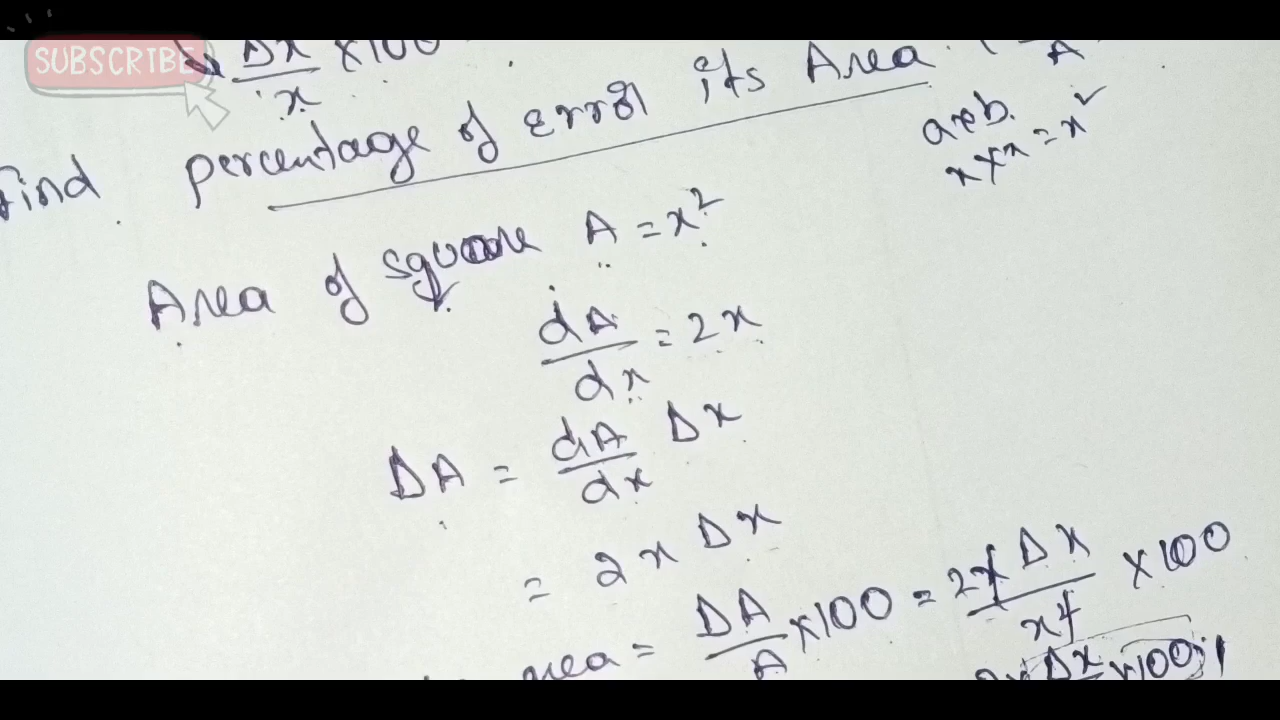 SUBSCRIBE
Δx/x ×100
Find percentage of error its Area
A
a×b.
x×x = x²
Area of square A = x²
dA/dx = 2x
ΔA = dA/dx Δx
= 2x Δx
area = ΔA/A ×100 = 2x Δx/x² ×100
Δx ×100